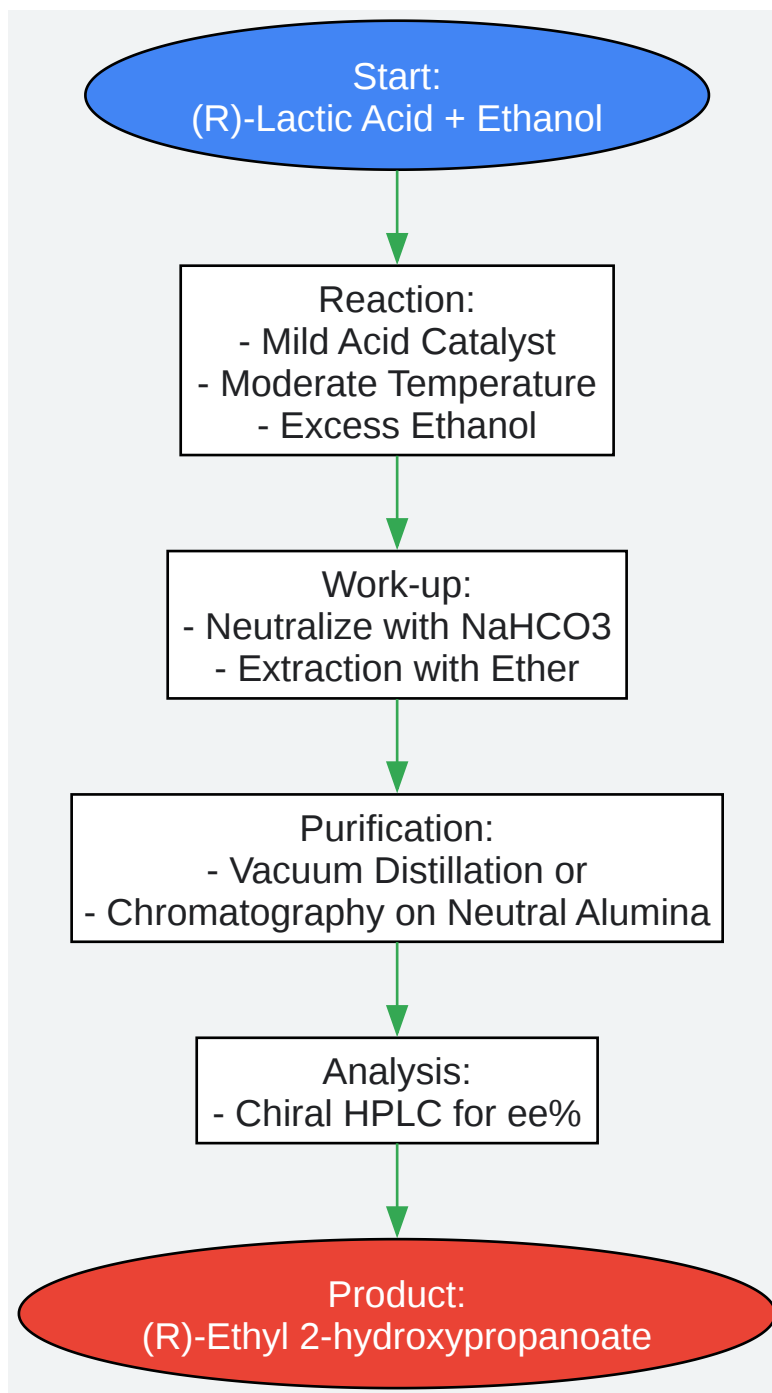 Start:
(R)-Lactic Acid + Ethanol
Reaction:
- Mild Acid Catalyst
- Moderate Temperature
- Excess Ethanol
Work-up:
- Neutralize with NaHCO3
- Extraction with Ether
Purification:
- Vacuum Distillation or
- Chromatography on Neutral Alumina
Analysis:
- Chiral HPLC for ee%
Product:
(R)-Ethyl 2-hydroxypropanoate